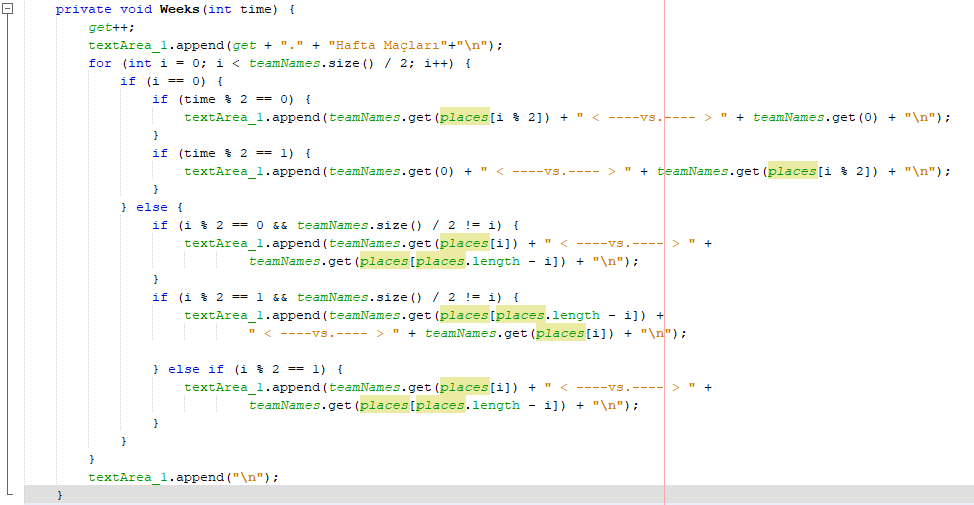 private void Weeks(int time) {
get++;
textArea_1.append(get + "." + "Hafta Maçları"+"\n");
for (int i = 0; i < teamNames.size() / 2; i++) {
if (i == 0) {
if (time % 2 == 0) {
textArea_1.append(teamNames.get(places[i % 2]) + " < ----vs.---- > " + teamNames.get(0) + "\n");
}
if (time % 2 == 1) {
textArea_1.append(teamNames.get(0) + " < ----vs.---- > " + teamNames.get(places[i % 2]) + "\n");
}
} else {
if (i % 2 == 0 && teamNames.size() / 2 != i) {
textArea_1.append(teamNames.get(places[i]) + " < ----vs.---- > " +
teamNames.get(places[places.length - i]) + "\n");
}
if (i % 2 == 1 && teamNames.size() / 2 != i) {
textArea_1.append(teamNames.get(places[places.length - i]) +
" < ----vs.---- > " + teamNames.get(places[i]) + "\n");
} else if (i % 2 == 1) {
textArea_1.append(teamNames.get(places[i]) + " < ----vs.---- > " +
teamNames.get(places[places.length - i]) + "\n");
}
}
}
textArea_1.append("\n");
}